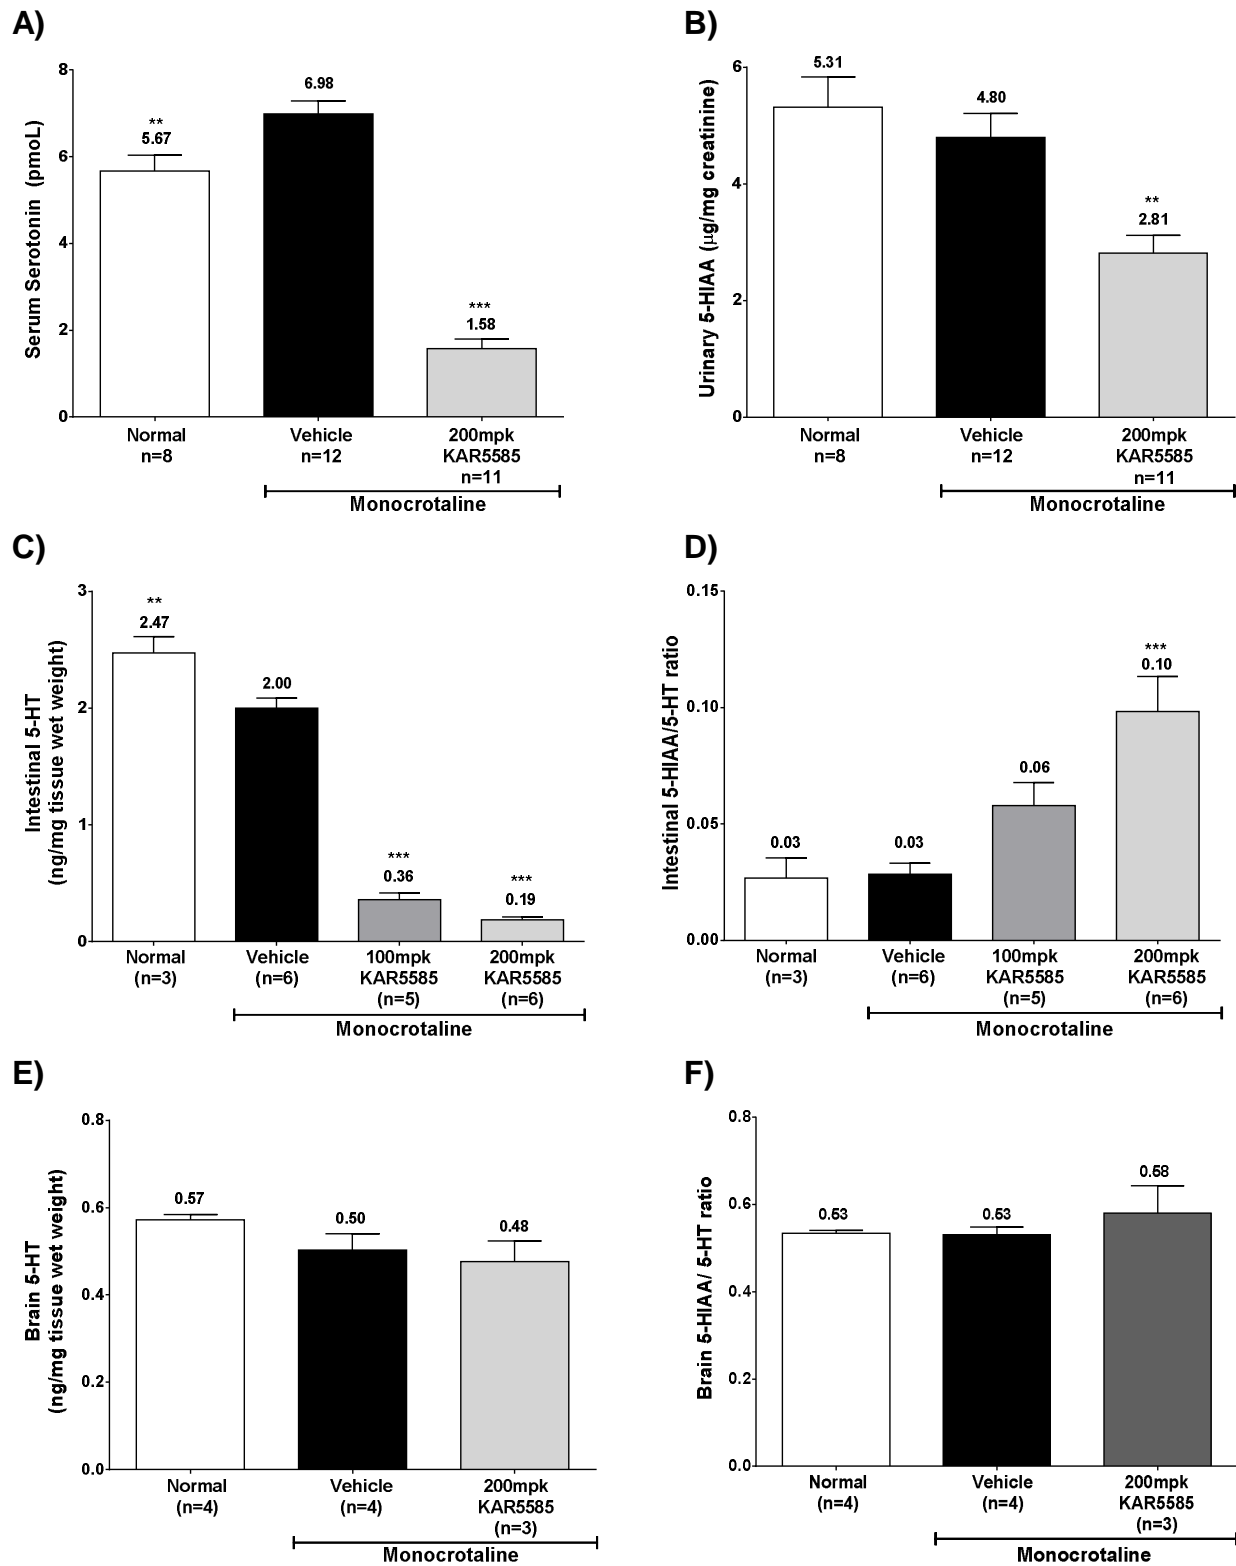 A)
Serum Serotonin (pmoL)
8
6
4
2
0
**
5.67
6.98
***
1.58
Normal
n=8
Vehicle
n=12
200mpk
KAR5585
n=11
Monocrotaline
B)
Urinary 5-HIAA (μg/mg creatinine)
6
4
2
0
5.31
4.80
**
2.81
Normal
n=8
Vehicle
n=12
200mpk
KAR5585
n=11
Monocrotaline
C)
Intestinal 5-HT
(ng/mg tissue wet weight)
3
2
1
0
**
2.47
2.00
***
0.36
***
0.19
Normal
(n=3)
Vehicle
(n=6)
100mpk
KAR5585
(n=5)
200mpk
KAR5585
(n=6)
Monocrotaline
D)
Intestinal 5-HIAA/5-HT ratio
0.15
0.10
0.05
0.00
0.03
0.03
0.06
***
0.10
Normal
(n=3)
Vehicle
(n=6)
100mpk
KAR5585
(n=5)
200mpk
KAR5585
(n=6)
Monocrotaline
E)
Brain 5-HT
(ng/mg tissue wet weight)
0.8
0.6
0.4
0.2
0.0
0.57
0.50
0.48
Normal
(n=4)
Vehicle
(n=4)
200mpk
KAR5585
(n=3)
Monocrotaline
F)
Brain 5-HIAA/ 5-HT ratio
0.8
0.6
0.4
0.2
0.0
0.53
0.53
0.58
Normal
(n=4)
Vehicle
(n=4)
200mpk
KAR5585
(n=3)
Monocrotaline